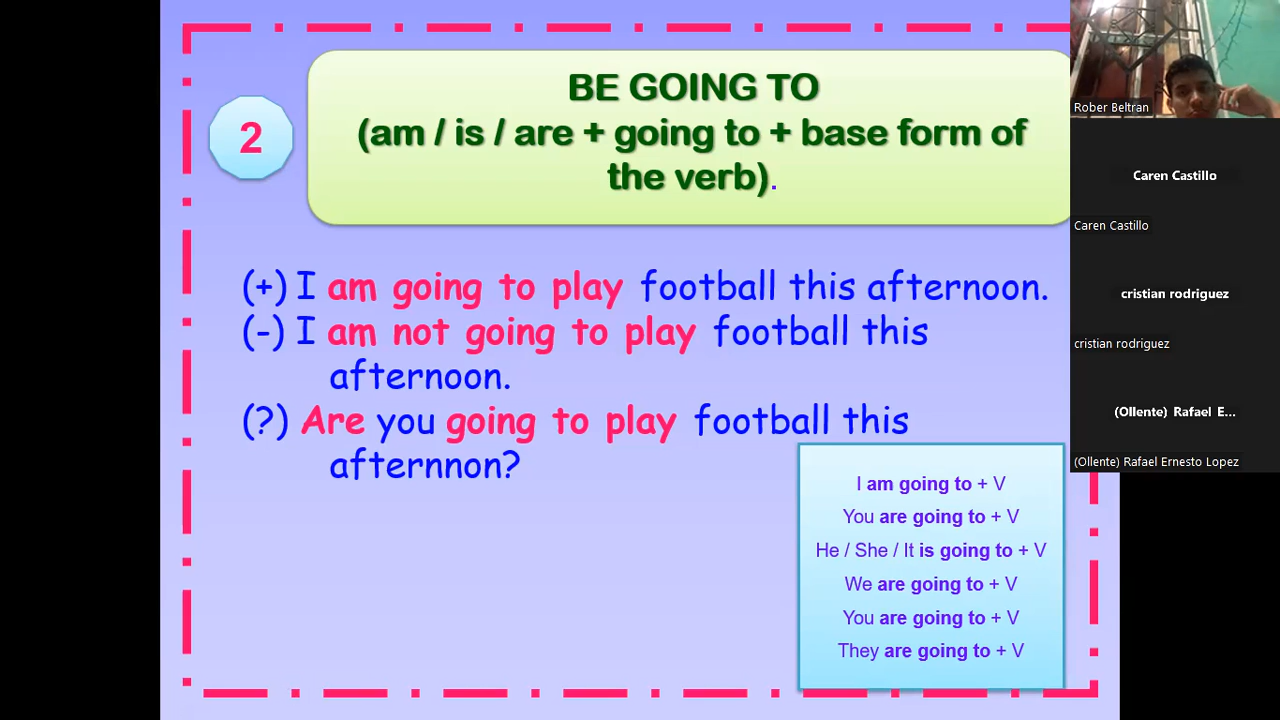 2
BE GOING TO
(am / is / are + going to + base form of
the verb).
(+) I am going to play football this afternoon.
(-) I am not going to play football this
afternoon.
(?) Are you going to play football this
afternnon?
I am going to + V
You are going to + V
He / She / It is going to + V
We are going to + V
You are going to + V
They are going to + V
Rober Beltran
Caren Castillo
Caren Castillo
cristian rodriguez
cristian rodriguez
(Ollente) Rafael E...
(Ollente) Rafael Ernesto Lopez